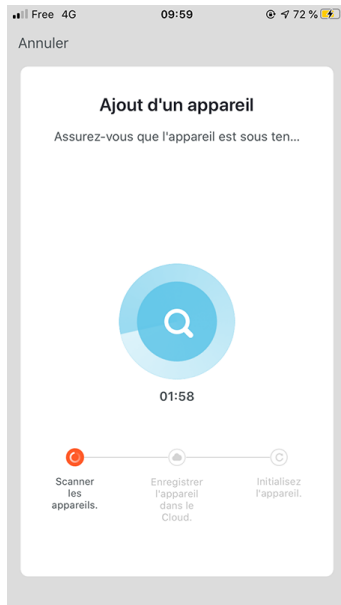 Free 4G 09:59 72 %
Annuler
Ajout d'un appareil
Assurez-vous que l'appareil est sous ten...
01:58
Scanner
les
appareils.
Enregistrer
l'appareil
dans le
Cloud.
Initialisez
l'appareil.